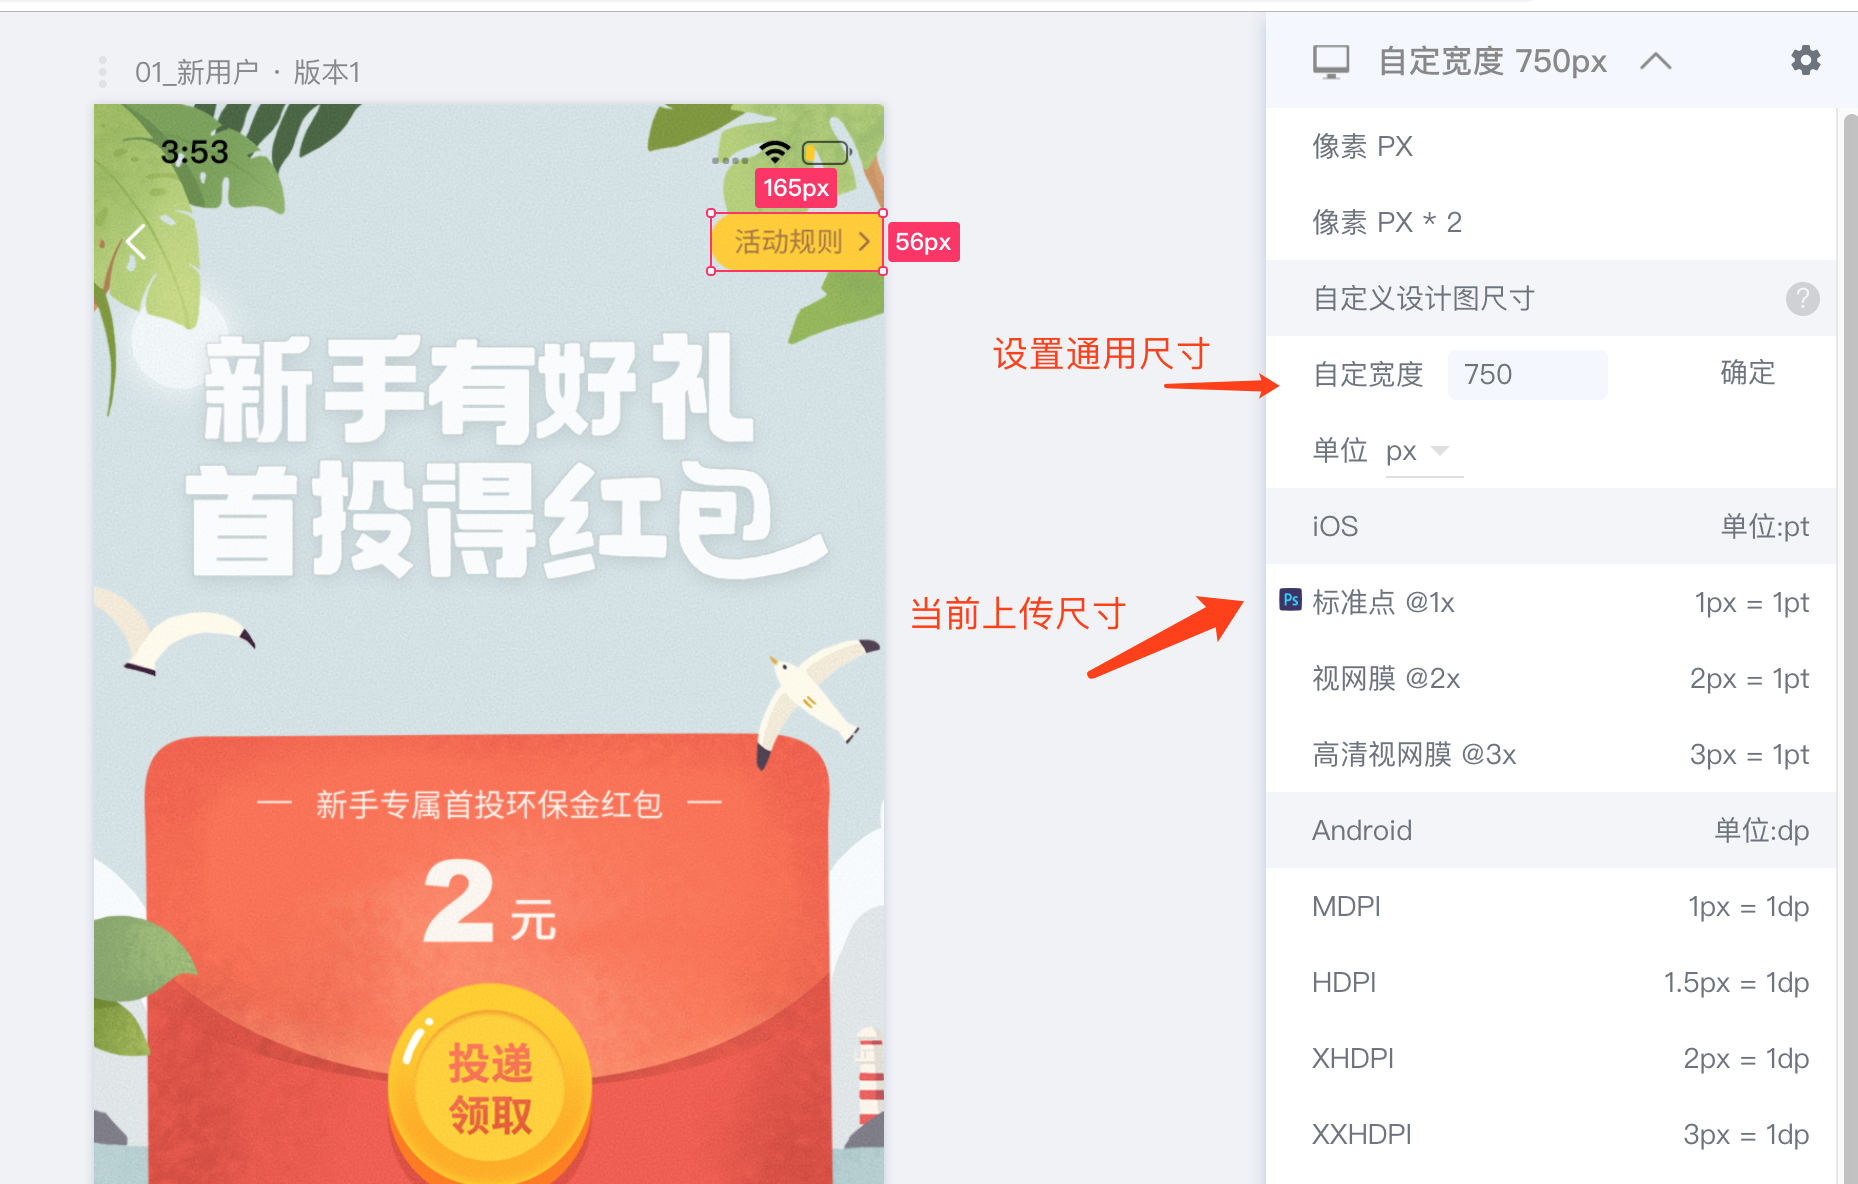 01_新用户 · 版本1
3:53
165px
活动规则
56px
新手有好礼
首投得红包
新手专属首投环保金红包
2元
投递
领取
设置通用尺寸
当前上传尺寸
自定宽度 750px
像素 PX
像素 PX * 2
自定义设计图尺寸 ?
自定宽度 750 确定
单位 px
iOS 单位:pt
Ps 标准点 @1x 1px = 1pt
视网膜 @2x 2px = 1pt
高清视网膜 @3x 3px = 1pt
Android 单位:dp
MDPI 1px = 1dp
HDPI 1.5px = 1dp
XHDPI 2px = 1dp
XXHDPI 3px = 1dp